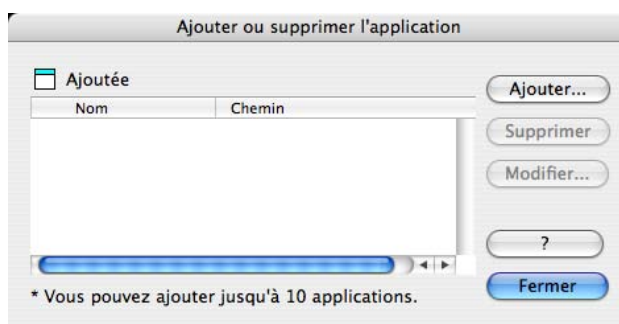 Ajouter ou supprimer l'application
Ajoutée
Nom Chemin
Ajouter...
Supprimer
Modifier...
?
Fermer
* Vous pouvez ajouter jusqu'à 10 applications.